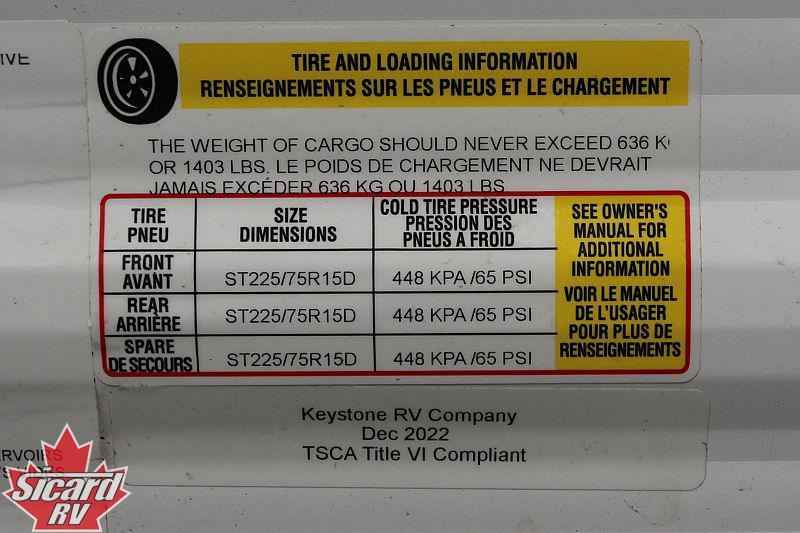 IVE
TIRE AND LOADING INFORMATION
RENSEIGNEMENTS SUR LES PNEUS ET LE CHARGEMENT
THE WEIGHT OF CARGO SHOULD NEVER EXCEED 636 K
OR 1403 LBS. LE POIDS DE CHARGEMENT NE DEVRAIT
JAMAIS EXCÉDER 636 KG OU 1403 LBS
TIRE
PNEU
SIZE
DIMENSIONS
COLD TIRE PRESSURE
PRESSION DES
PNEUS A FROID
FRONT
AVANT
ST225/75R15D
448 KPA /65 PSI
REAR
ARRIÈRE
ST225/75R15D
448 KPA /65 PSI
SPARE
DE SECOURS
ST225/75R15D
448 KPA /65 PSI
SEE OWNER'S
MANUAL FOR
ADDITIONAL
INFORMATION
VOIR LE MANUEL
DE L'USAGER
POUR PLUS DE
RENSEIGNEMENTS
Keystone RV Company
Dec 2022
TSCA Title VI Compliant
RVOIRS
Sicard
RV